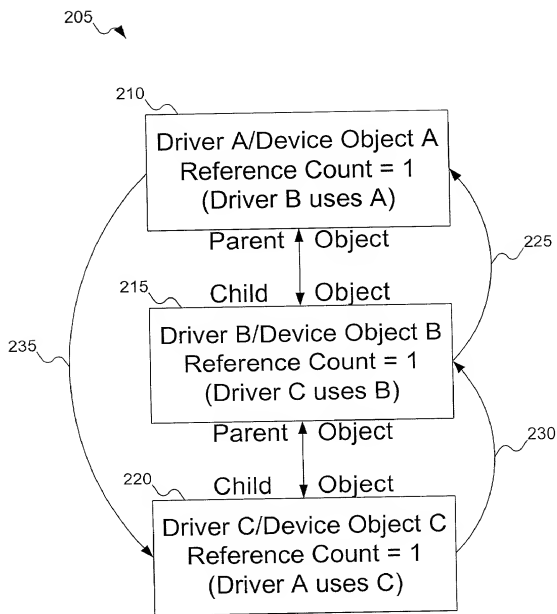 205
210
Driver A/Device Object A
Reference Count = 1
(Driver B uses A)
Parent Object
225
215
Child Object
235
Driver B/Device Object B
Reference Count = 1
(Driver C uses B)
Parent Object
230
220
Child Object
Driver C/Device Object C
Reference Count = 1
(Driver A uses C)